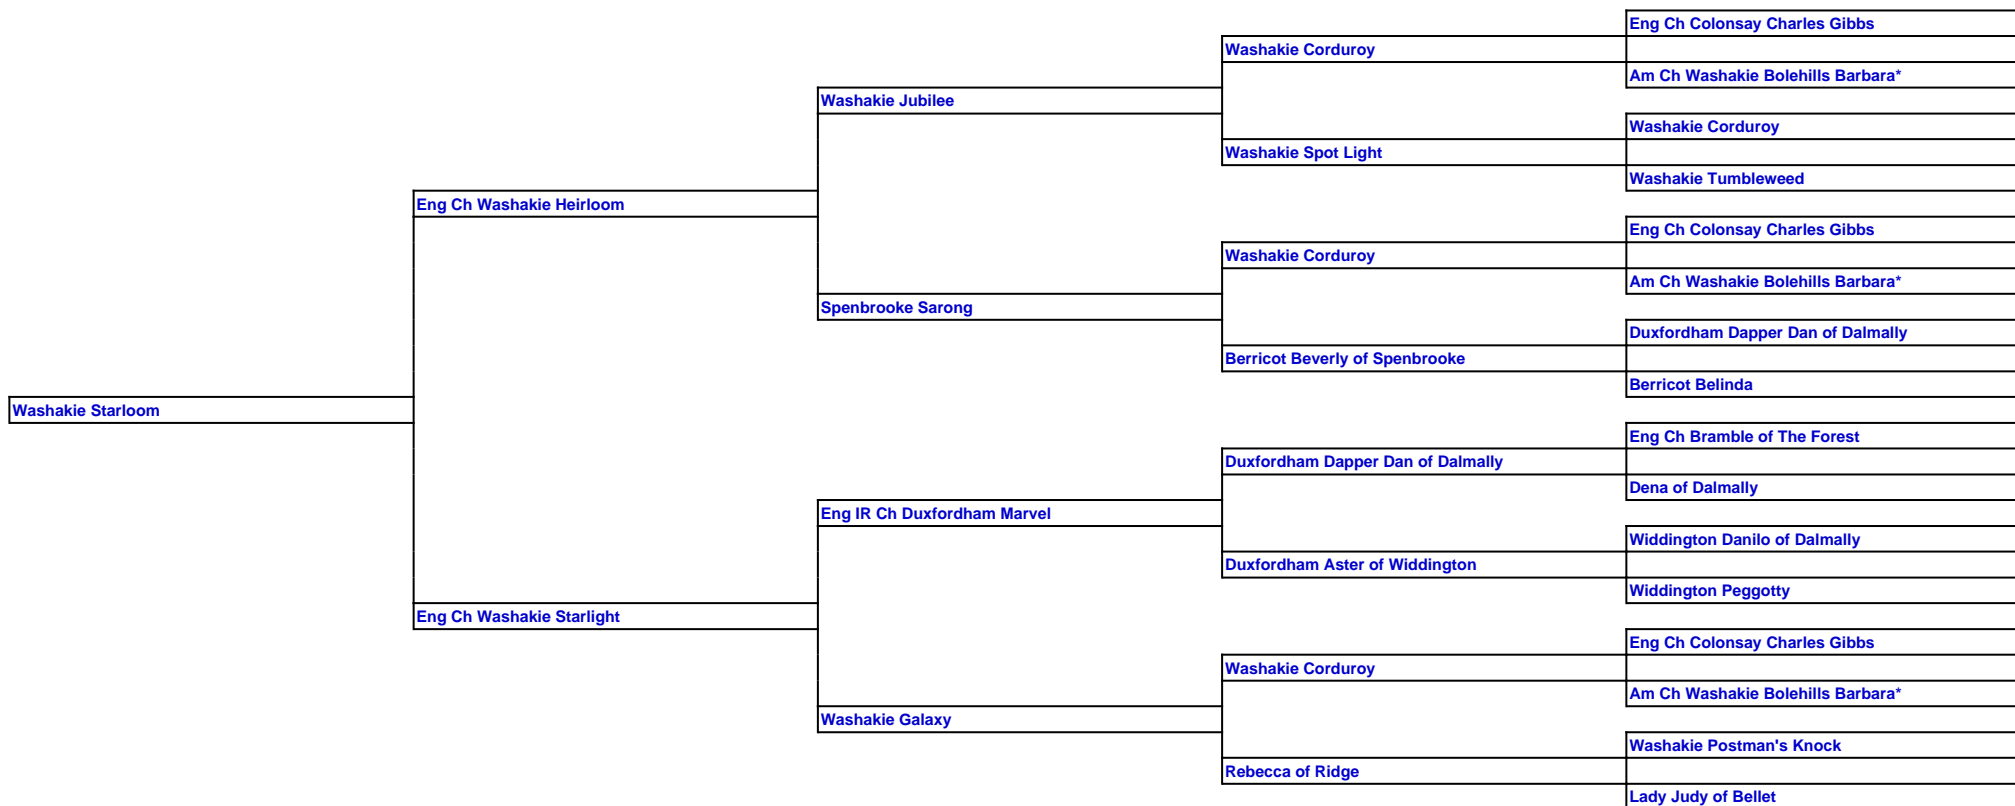 Eng Ch Colonsay Charles Gibbs
Washakie Corduroy
Am Ch Washakie Bolehills Barbara*
Washakie Jubilee
Washakie Corduroy
Washakie Spot Light
Washakie Tumbleweed
Eng Ch Washakie Heirloom
Eng Ch Colonsay Charles Gibbs
Washakie Corduroy
Am Ch Washakie Bolehills Barbara*
Spenbrooke Sarong
Duxfordham Dapper Dan of Dalmally
Berricot Beverly of Spenbrooke
Berricot Belinda
Washakie Starloom
Eng Ch Bramble of The Forest
Duxfordham Dapper Dan of Dalmally
Dena of Dalmally
Eng IR Ch Duxfordham Marvel
Widdington Danilo of Dalmally
Duxfordham Aster of Widdington
Widdington Peggotty
Eng Ch Washakie Starlight
Eng Ch Colonsay Charles Gibbs
Washakie Corduroy
Am Ch Washakie Bolehills Barbara*
Washakie Galaxy
Washakie Postman's Knock
Rebecca of Ridge
Lady Judy of Bellet